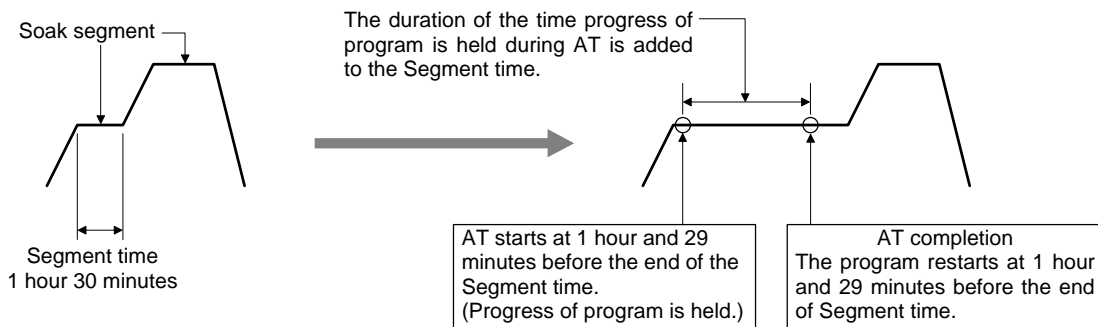 Soak segment
Segment time
1 hour 30 minutes
The duration of the time progress of
program is held during AT is added
to the Segment time.
AT starts at 1 hour and 29
minutes before the end of the
Segment time.
(Progress of program is held.)
AT completion
The program restarts at 1 hour
and 29 minutes before the end
of Segment time.